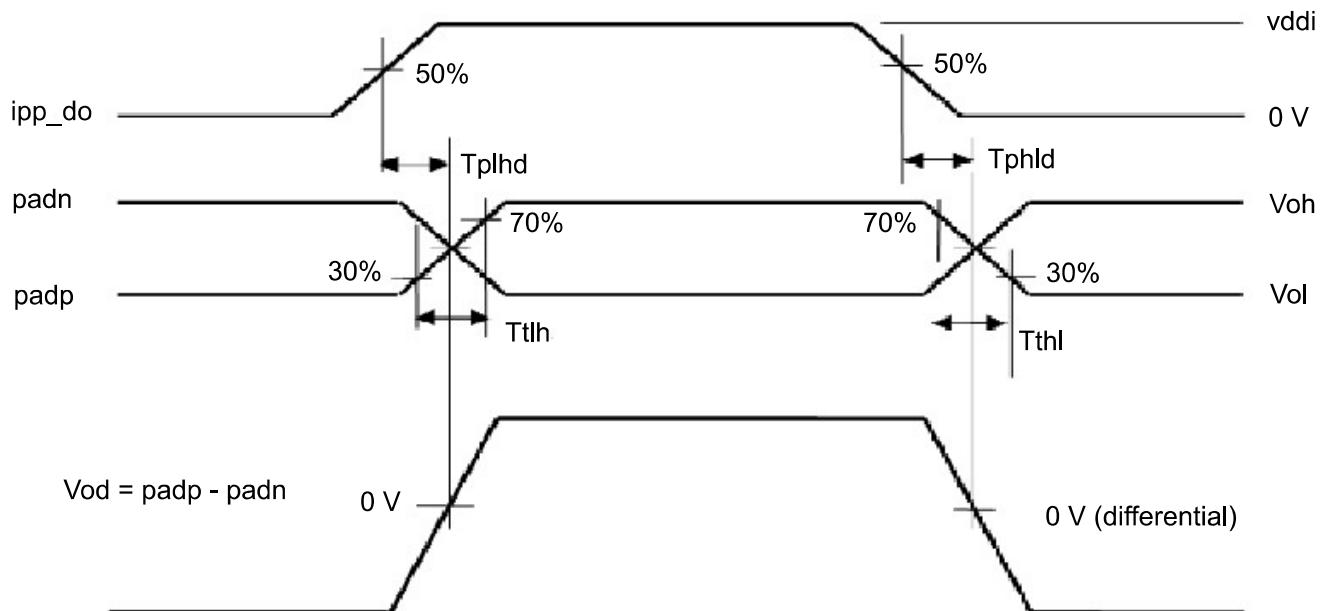 vddi
50%
50%
ipp_do
0 V
Tplhd
Tphld
padn
Voh
70%
70%
30%
30%
padp
Vol
Ttlh
Tthl
Vod = padp - padn
0 V
0 V (differential)